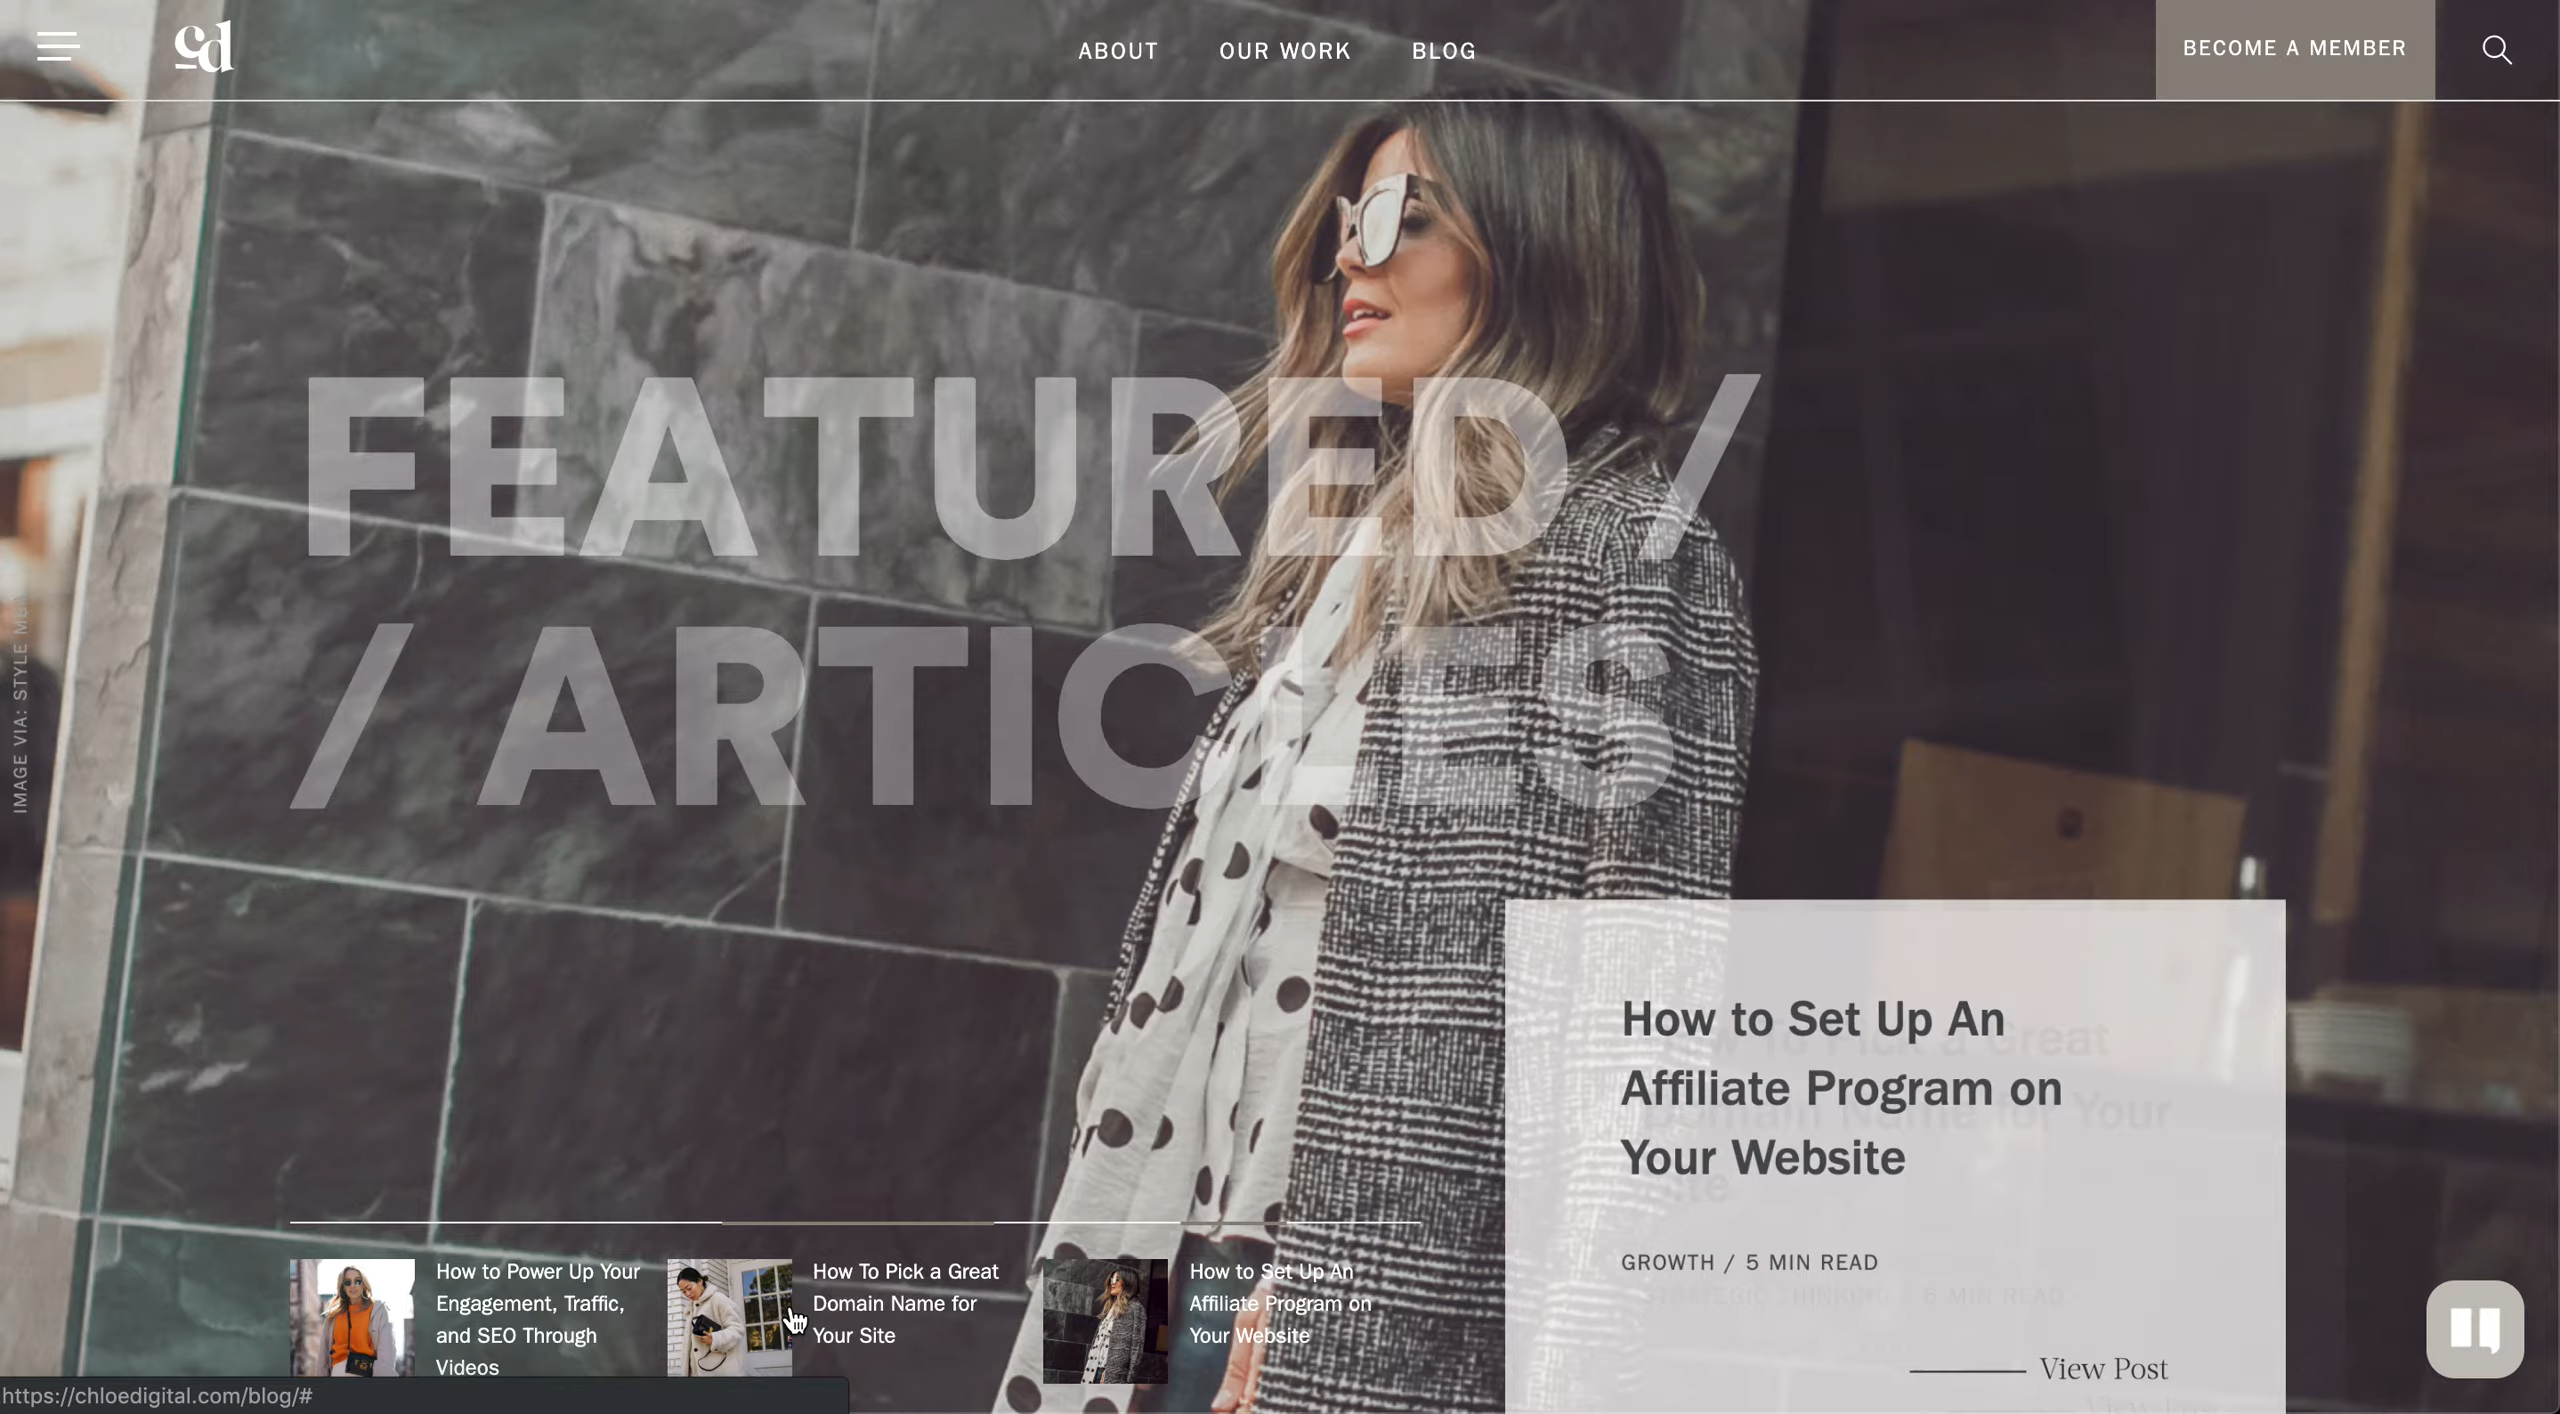 cd
ABOUT
OUR WORK
BLOG
BECOME A MEMBER
FEATURED /
/ ARTICLES
IMAGE VIA: STYLE
How to Set Up An
Affiliate Program on
Your Website
GROWTH / 5 MIN READ
View Post
How to Power Up Your
Engagement, Traffic,
and SEO Through
Videos
How To Pick a Great
Domain Name for
Your Site
How to Set Up An
Affiliate Program on
Your Website
https://chloedigital.com/blog/#